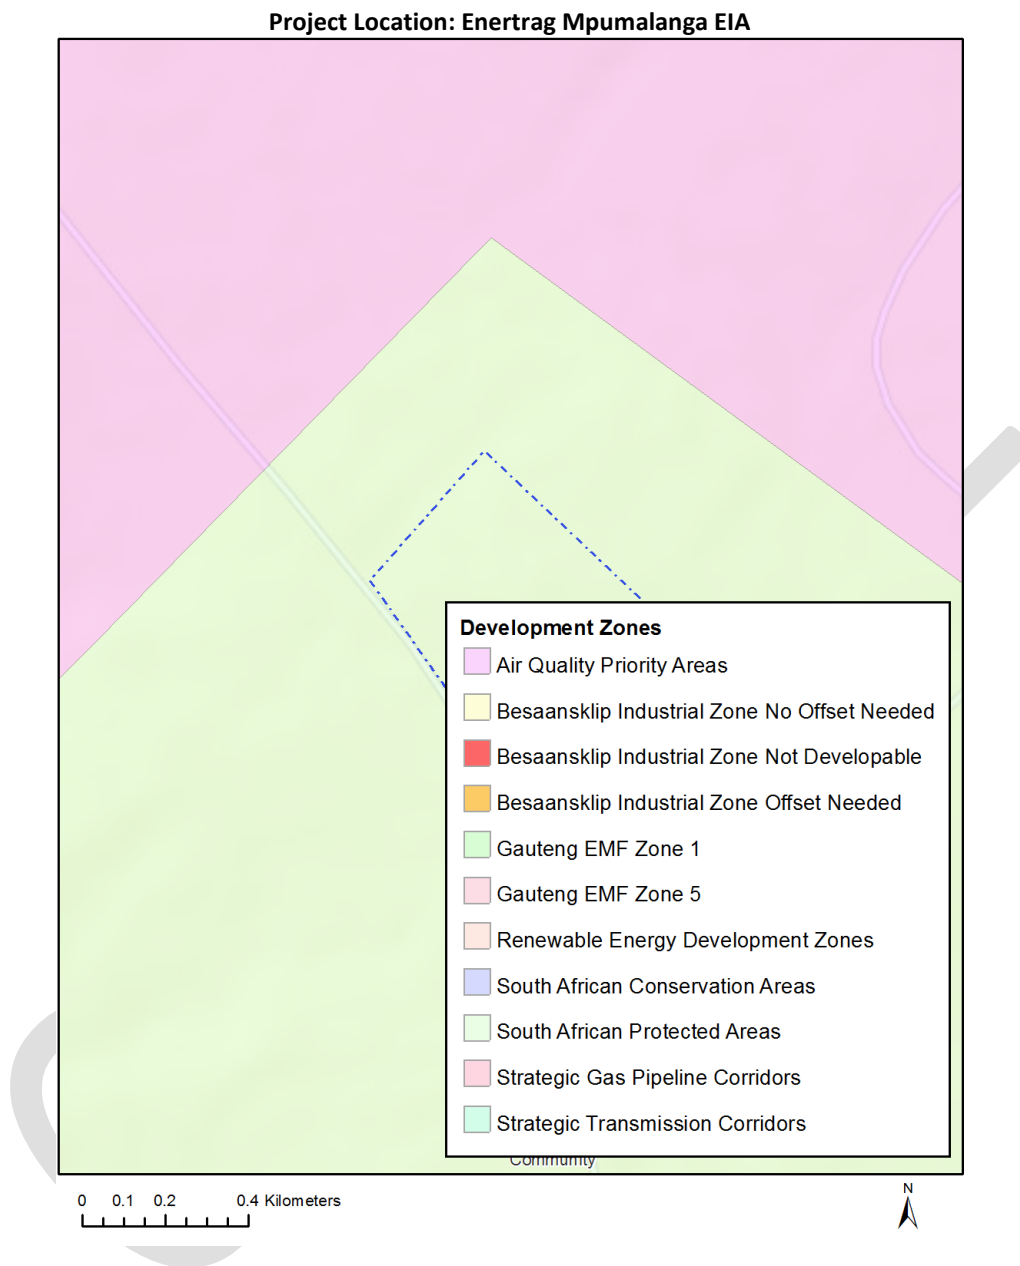 Project Location: Enertrag Mpumalanga EIA
Development Zones
Air Quality Priority Areas
Besaansklip Industrial Zone No Offset Needed
Besaansklip Industrial Zone Not Developable
Besaansklip Industrial Zone Offset Needed
Gauteng EMF Zone 1
Gauteng EMF Zone 5
Renewable Energy Development Zones
South African Conservation Areas
South African Protected Areas
Strategic Gas Pipeline Corridors
Strategic Transmission Corridors
Community
0 0.1 0.2 0.4 Kilometers
N